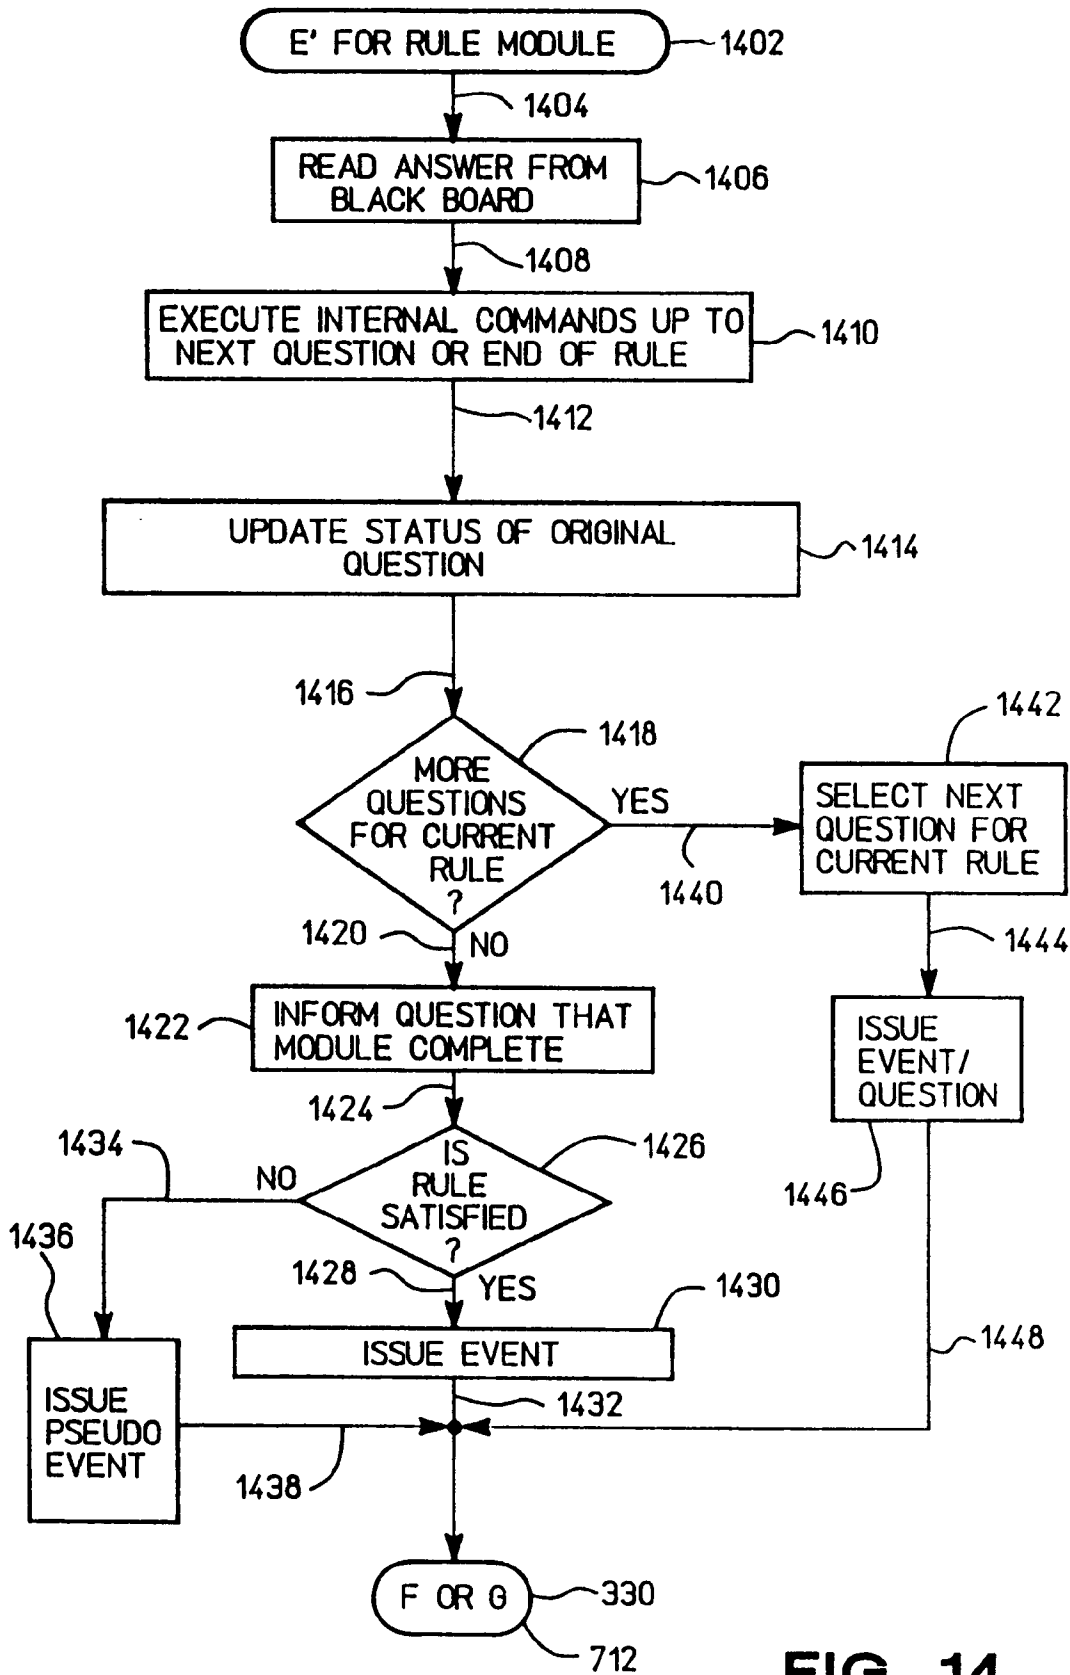 E' FOR RULE MODULE
1402
1404
READ ANSWER FROM
BLACK BOARD
1406
1408
EXECUTE INTERNAL COMMANDS UP TO
NEXT QUESTION OR END OF RULE
1410
1412
UPDATE STATUS OF ORIGINAL
QUESTION
1414
1416
1418
MORE
QUESTIONS
FOR CURRENT
RULE
?
YES
1440
1442
SELECT NEXT
QUESTION FOR
CURRENT RULE
1420
NO
1444
1422
INFORM QUESTION THAT
MODULE COMPLETE
ISSUE
EVENT/
QUESTION
1424
1446
1434
NO
IS
RULE
SATISFIED
?
1426
1436
1428
YES
1430
ISSUE EVENT
1448
1432
ISSUE
PSEUDO
EVENT
1438
F OR G
330
712
FIG. 14